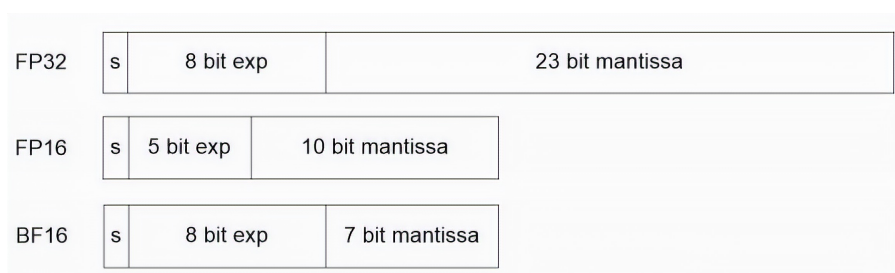 FP32 s 8 bit exp 23 bit mantissa
FP16 s 5 bit exp 10 bit mantissa
BF16 s 8 bit exp 7 bit mantissa